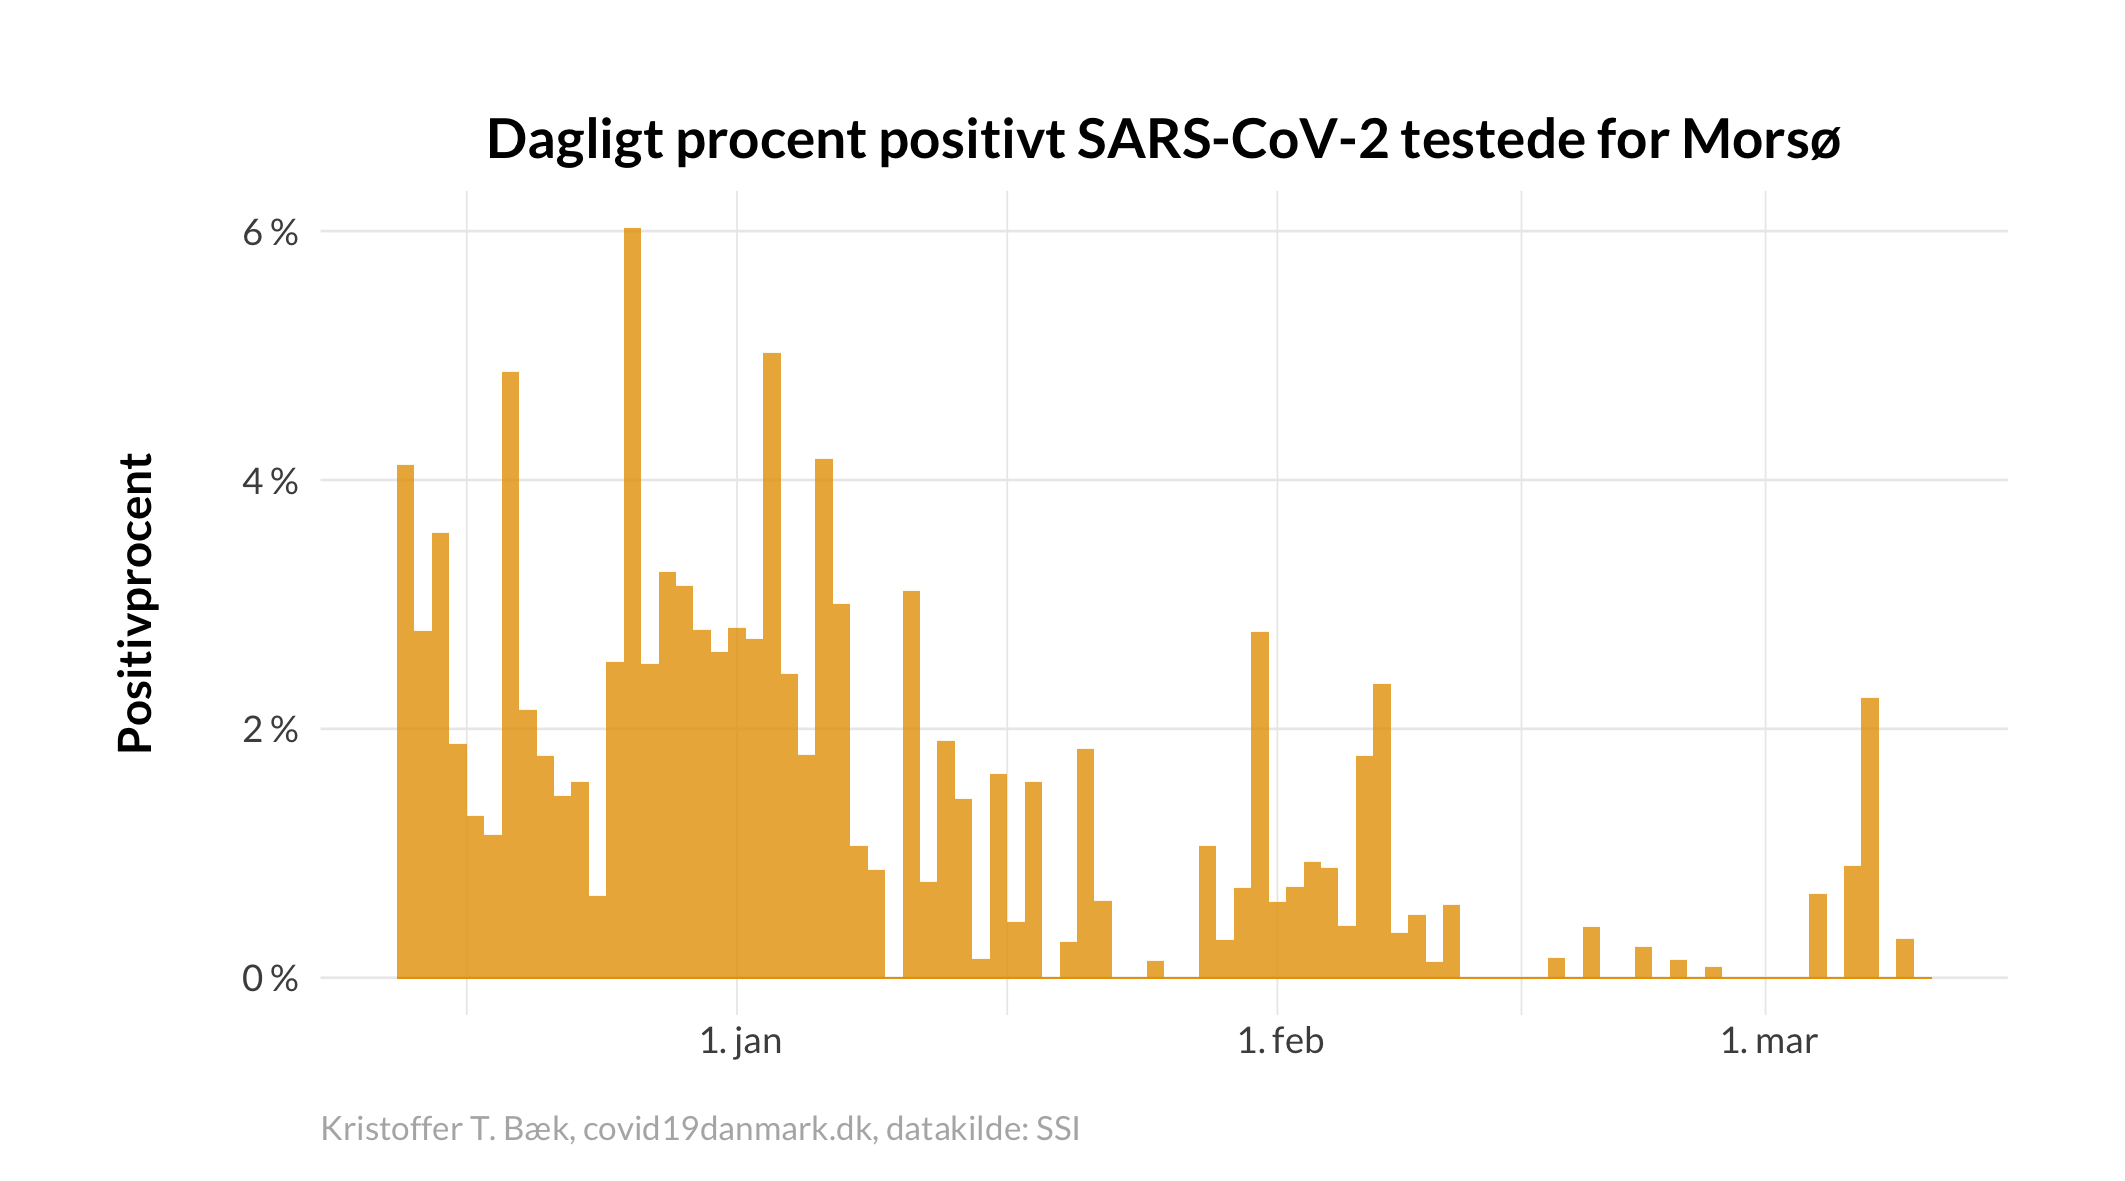 Dagligt procent positivt SARS-CoV-2 testede for Morsø
Positivprocent
6 %
4 %
2 %
0 %
1. jan
1. feb
1. mar
Kristoffer T. Bæk, covid19danmark.dk, datakilde: SSI